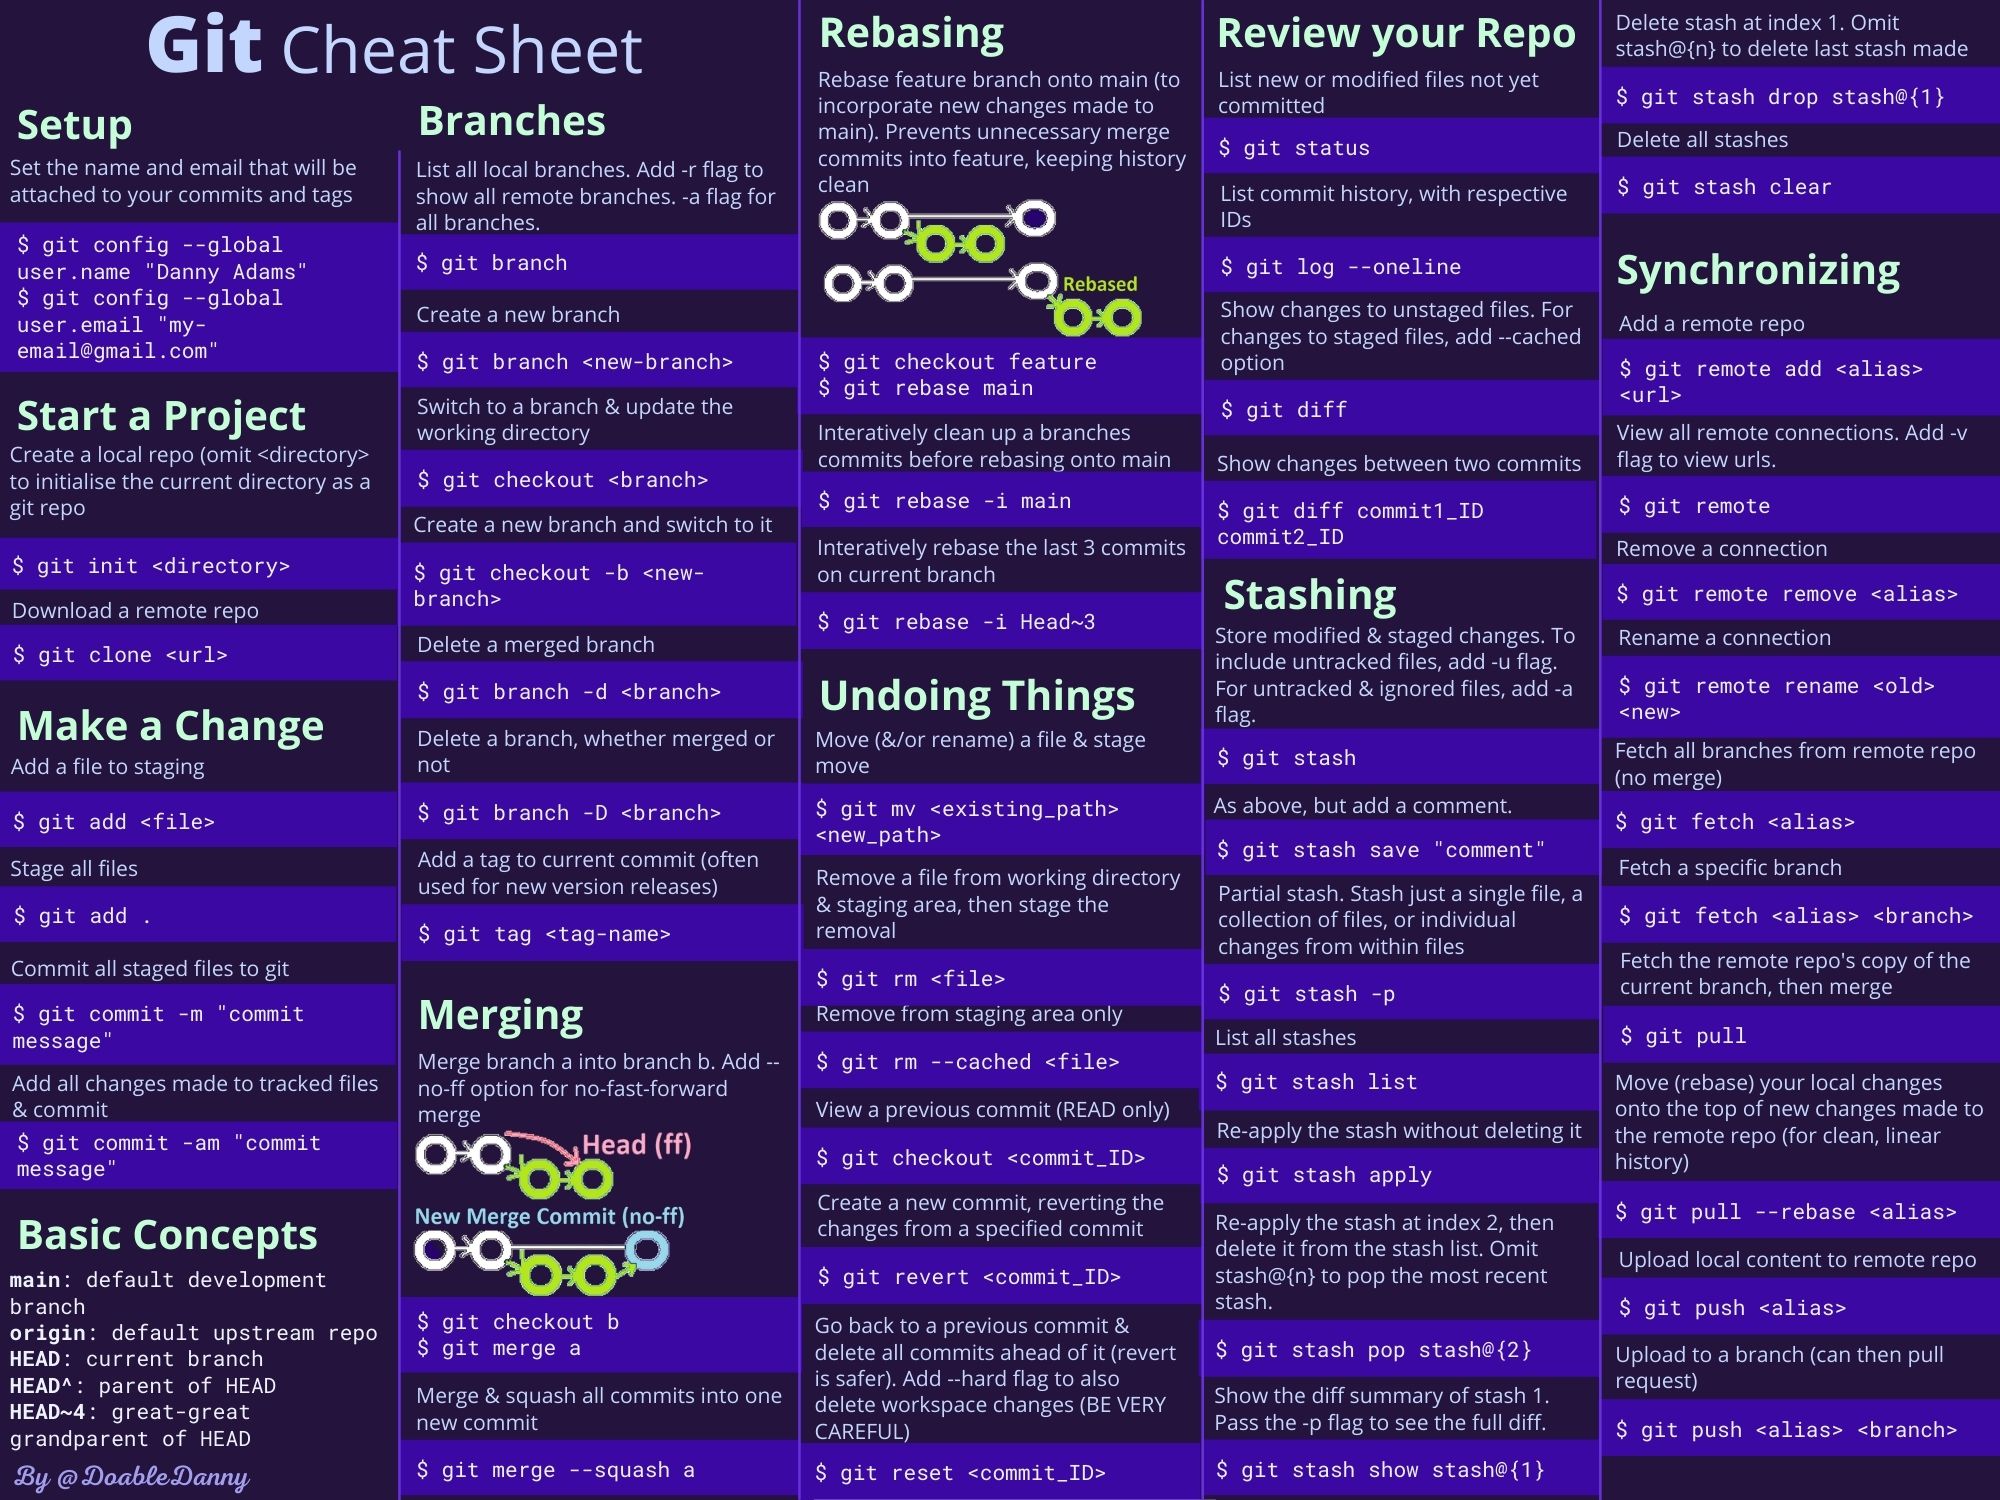 Git Cheat Sheet
Setup
Set the name and email that will be
attached to your commits and tags
$ git config --global
user.name "Danny Adams"
$ git config --global
user.email "my-
email@gmail.com"
Start a Project
Create a local repo (omit <directory>
to initialise the current directory as a
git repo
$ git init <directory>
Download a remote repo
$ git clone <url>
Make a Change
Add a file to staging
$ git add <file>
Stage all files
$ git add .
Commit all staged files to git
$ git commit -m "commit
message"
Add all changes made to tracked files
& commit
$ git commit -am "commit
message"
Basic Concepts
main: default development
branch
origin: default upstream repo
HEAD: current branch
HEAD^: parent of HEAD
HEAD~4: great-great
grandparent of HEAD
By @DoableDanny
Branches
List all local branches. Add -r flag to
show all remote branches. -a flag for
all branches.
$ git branch
Create a new branch
$ git branch <new-branch>
Switch to a branch & update the
working directory
$ git checkout <branch>
Create a new branch and switch to it
$ git checkout -b <new-
branch>
Delete a merged branch
$ git branch -d <branch>
Delete a branch, whether merged or
not
$ git branch -D <branch>
Add a tag to current commit (often
used for new version releases)
$ git tag <tag-name>
Merging
Merge branch a into branch b. Add --
no-ff option for no-fast-forward
merge
Head (ff)
New Merge Commit (no-ff)
$ git checkout b
$ git merge a
Merge & squash all commits into one
new commit
$ git merge --squash a
Rebasing
Rebase feature branch onto main (to
incorporate new changes made to
main). Prevents unnecessary merge
commits into feature, keeping history
clean
Rebased
$ git checkout feature
$ git rebase main
Interatively clean up a branches
commits before rebasing onto main
$ git rebase -i main
Interatively rebase the last 3 commits
on current branch
$ git rebase -i Head~3
Undoing Things
Move (&/or rename) a file & stage
move
$ git mv <existing_path>
<new_path>
Remove a file from working directory
& staging area, then stage the
removal
$ git rm <file>
Remove from staging area only
$ git rm --cached <file>
View a previous commit (READ only)
$ git checkout <commit_ID>
Create a new commit, reverting the
changes from a specified commit
$ git revert <commit_ID>
Go back to a previous commit &
delete all commits ahead of it (revert
is safer). Add --hard flag to also
delete workspace changes (BE VERY
CAREFUL)
$ git reset <commit_ID>
Review your Repo
List new or modified files not yet
committed
$ git status
List commit history, with respective
IDs
$ git log --oneline
Show changes to unstaged files. For
changes to staged files, add --cached
option
$ git diff
Show changes between two commits
$ git diff commit1_ID
commit2_ID
Stashing
Store modified & staged changes. To
include untracked files, add -u flag.
For untracked & ignored files, add -a
flag.
$ git stash
As above, but add a comment.
$ git stash save "comment"
Partial stash. Stash just a single file, a
collection of files, or individual
changes from within files
$ git stash -p
List all stashes
$ git stash list
Re-apply the stash without deleting it
$ git stash apply
Re-apply the stash at index 2, then
delete it from the stash list. Omit
stash@{n} to pop the most recent
stash.
$ git stash pop stash@{2}
Show the diff summary of stash 1.
Pass the -p flag to see the full diff.
$ git stash show stash@{1}
Delete stash at index 1. Omit
stash@{n} to delete last stash made
$ git stash drop stash@{1}
Delete all stashes
$ git stash clear
Synchronizing
Add a remote repo
$ git remote add <alias>
<url>
View all remote connections. Add -v
flag to view urls.
$ git remote
Remove a connection
$ git remote remove <alias>
Rename a connection
$ git remote rename <old>
<new>
Fetch all branches from remote repo
(no merge)
$ git fetch <alias>
Fetch a specific branch
$ git fetch <alias> <branch>
Fetch the remote repo's copy of the
current branch, then merge
$ git pull
Move (rebase) your local changes
onto the top of new changes made to
the remote repo (for clean, linear
history)
$ git pull --rebase <alias>
Upload local content to remote repo
$ git push <alias>
Upload to a branch (can then pull
request)
$ git push <alias> <branch>